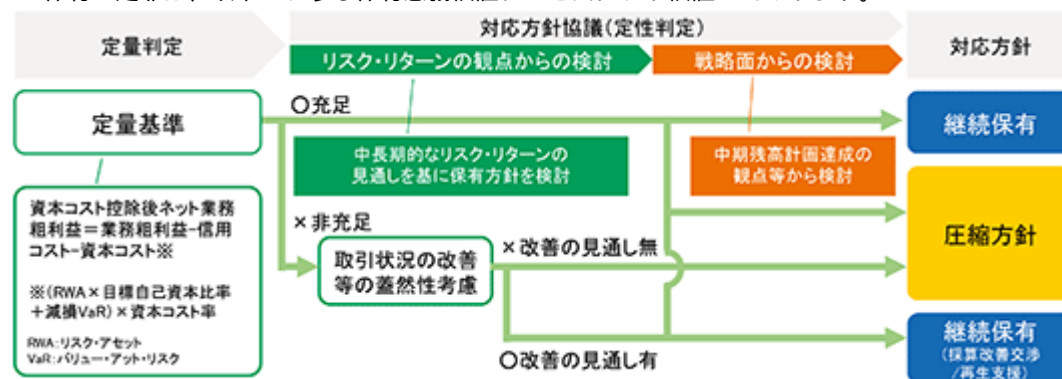 定量判定
対応方針協議(定性判定)
リスク・リターンの観点からの検討
戦略面からの検討
対応方針
定量基準
〇充足
継続保有
中長期的なリスク・リターンの
見通しを基に保有方針を検討
中期残高計画達成の
観点等から検討
資本コスト控除後ネット業務
粗利益=業務粗利益-信用
コスト-資本コスト※
※(RWA×目標自己資本比率
+減損VaR)×資本コスト率
RWA:リスク・アセット
VaR:バリュー・アット・リスク
×非充足
取引状況の改善
等の蓋然性考慮
×改善の見通し無
圧縮方針
〇改善の見通し有
継続保有
(採算改善交渉
/再生支援)